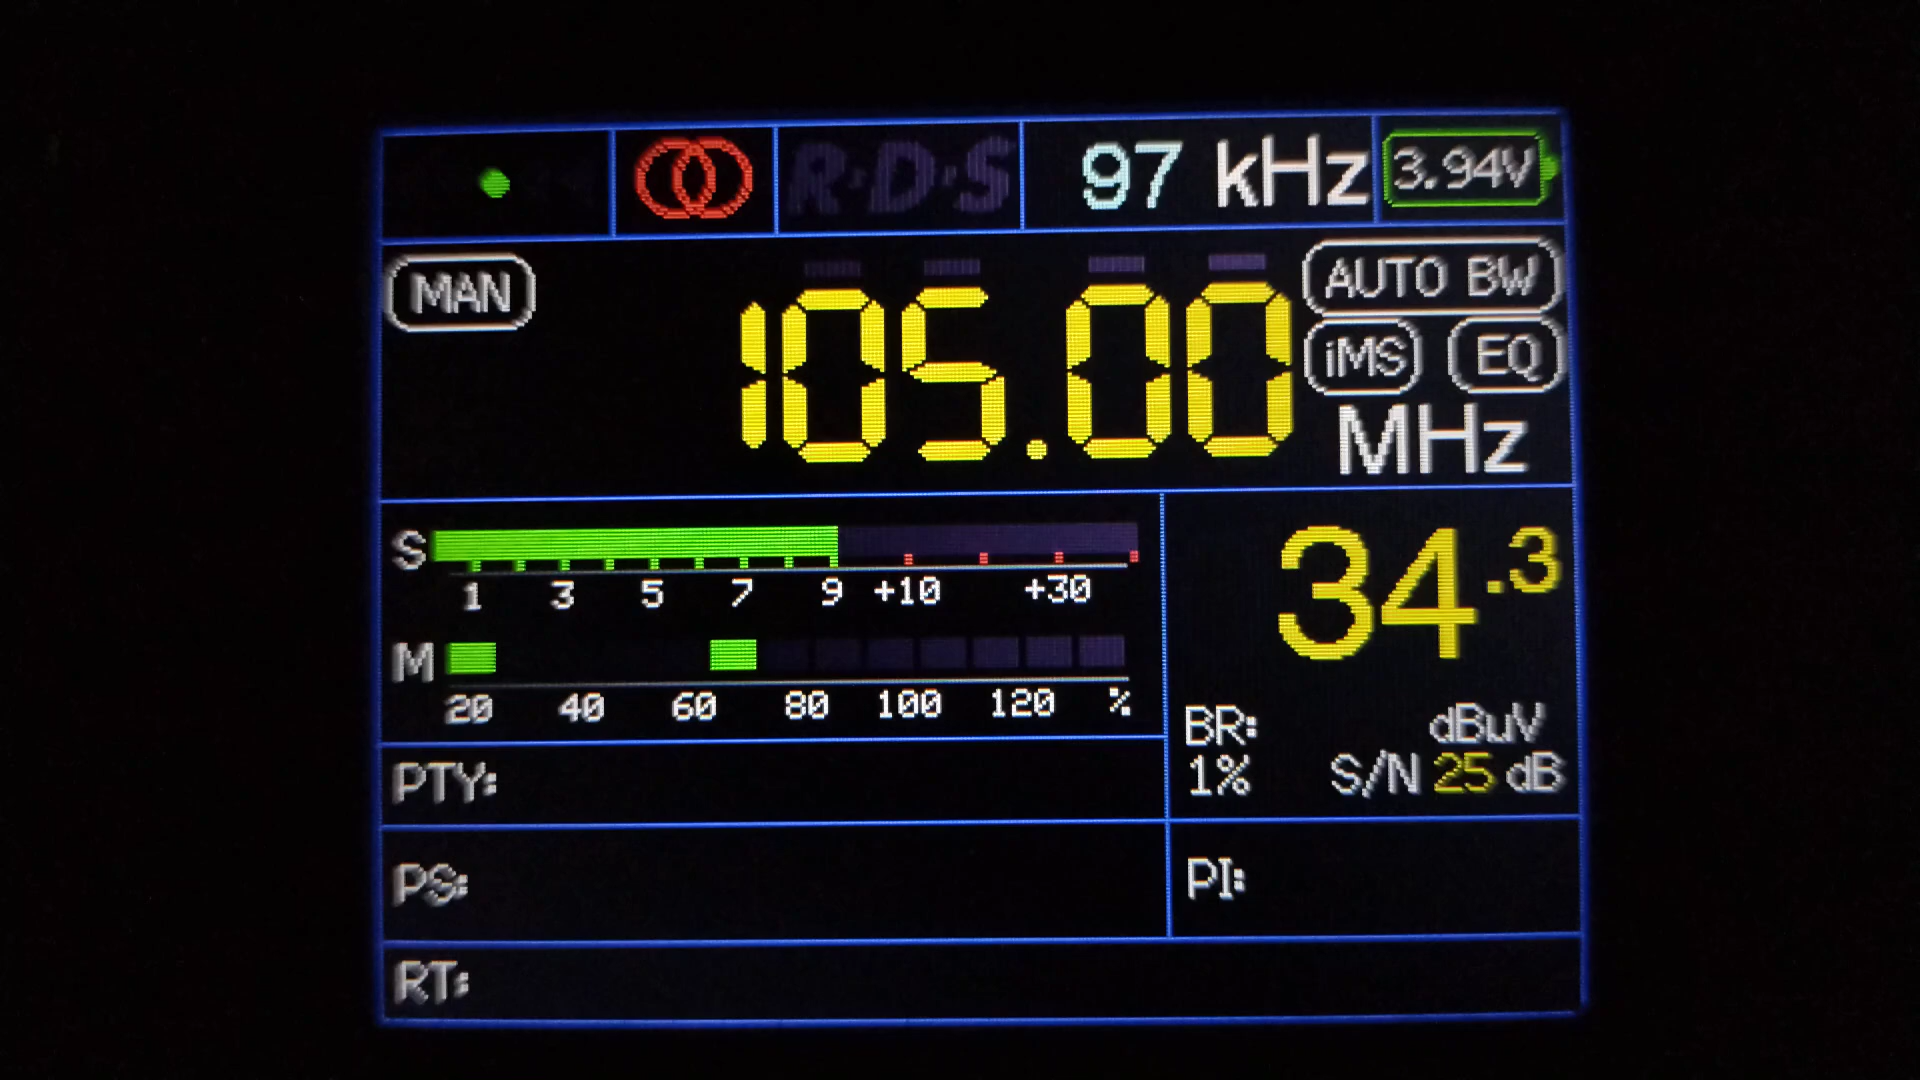 R·D·S 97 kHz 3.94V
MAN 105.00 AUTO BW
iMS EQ
MHz
S 1 3 5 7 9 +10 +30
34.3
M 20 40 60 80 100 120 %
BR: dBuV
1% S/N 25 dB
PTY:
PS: PI:
RT: